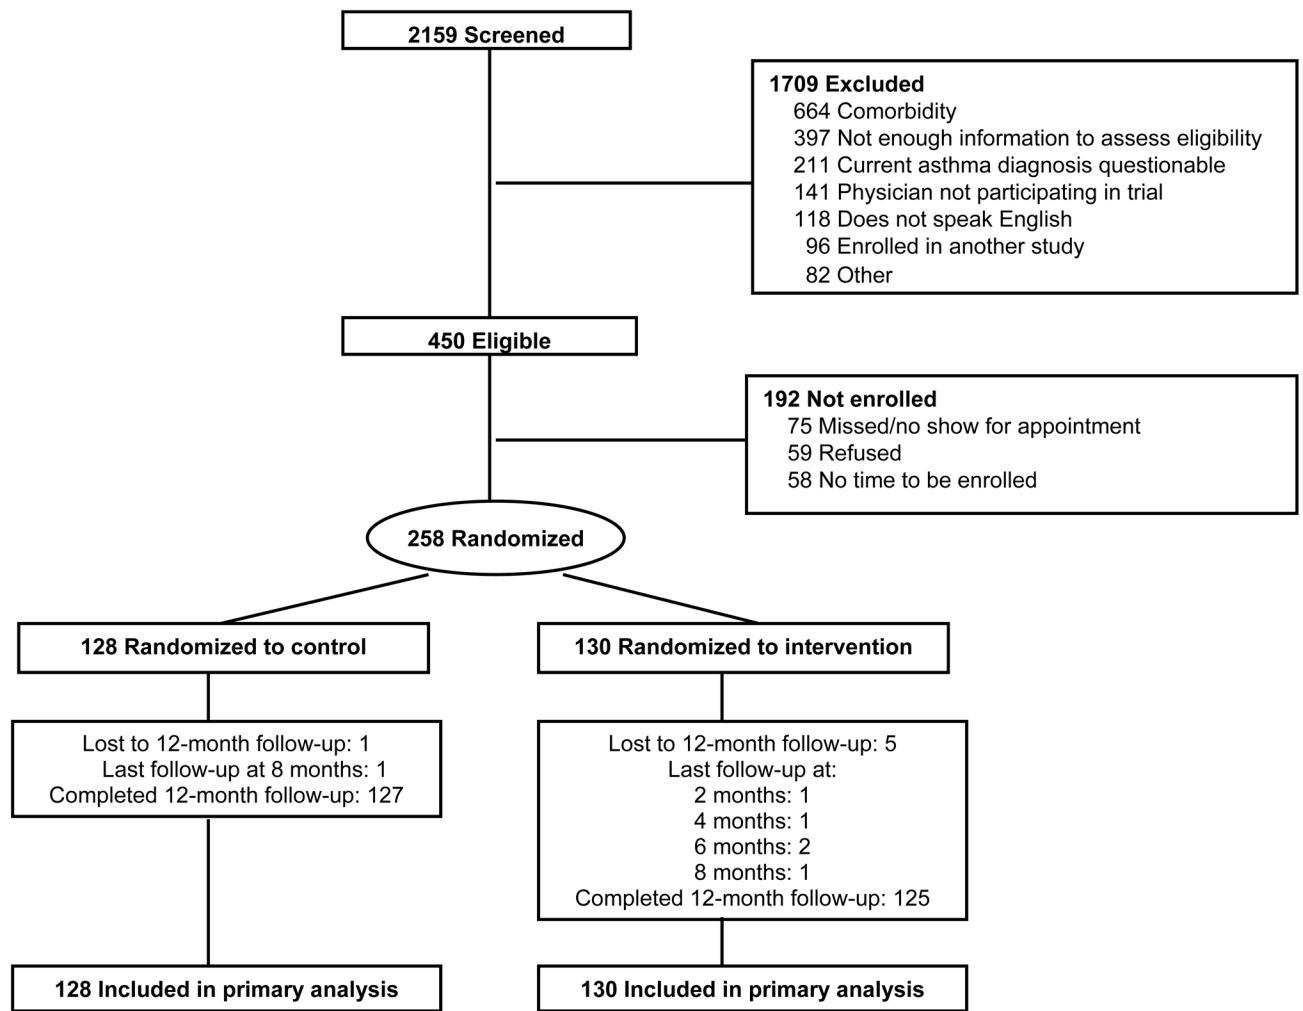 2159 Screened
1709 Excluded
664 Comorbidity
397 Not enough information to assess eligibility
211 Current asthma diagnosis questionable
141 Physician not participating in trial
118 Does not speak English
96 Enrolled in another study
82 Other
450 Eligible
192 Not enrolled
75 Missed/no show for appointment
59 Refused
58 No time to be enrolled
258 Randomized
128 Randomized to control
130 Randomized to intervention
Lost to 12-month follow-up: 1
Last follow-up at 8 months: 1
Completed 12-month follow-up: 127
Lost to 12-month follow-up: 5
Last follow-up at:
2 months: 1
4 months: 1
6 months: 2
8 months: 1
Completed 12-month follow-up: 125
128 Included in primary analysis
130 Included in primary analysis